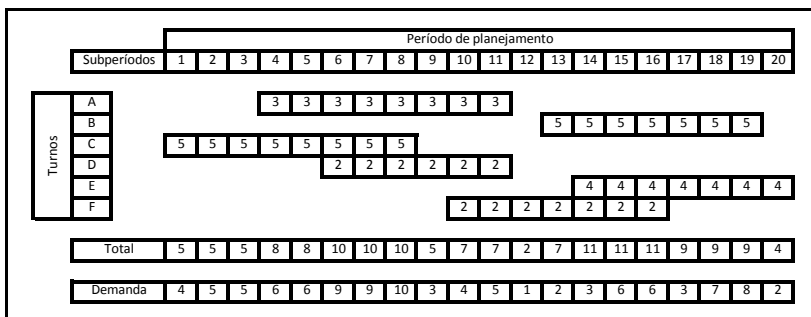 Período de planejamento
Subperíodos 1 2 3 4 5 6 7 8 9 10 11 12 13 14 15 16 17 18 19 20
Turnos
A 3 3 3 3 3 3 3 3
B 5 5 5 5 5 5 5
C 5 5 5 5 5 5 5 5
D 2 2 2 2 2 2
E 4 4 4 4 4 4 4
F 2 2 2 2 2 2 2
Total 5 5 5 8 8 10 10 10 5 7 7 2 7 11 11 11 9 9 9 4
Demanda 4 5 5 6 6 9 9 10 3 4 5 1 2 3 6 6 3 7 8 2